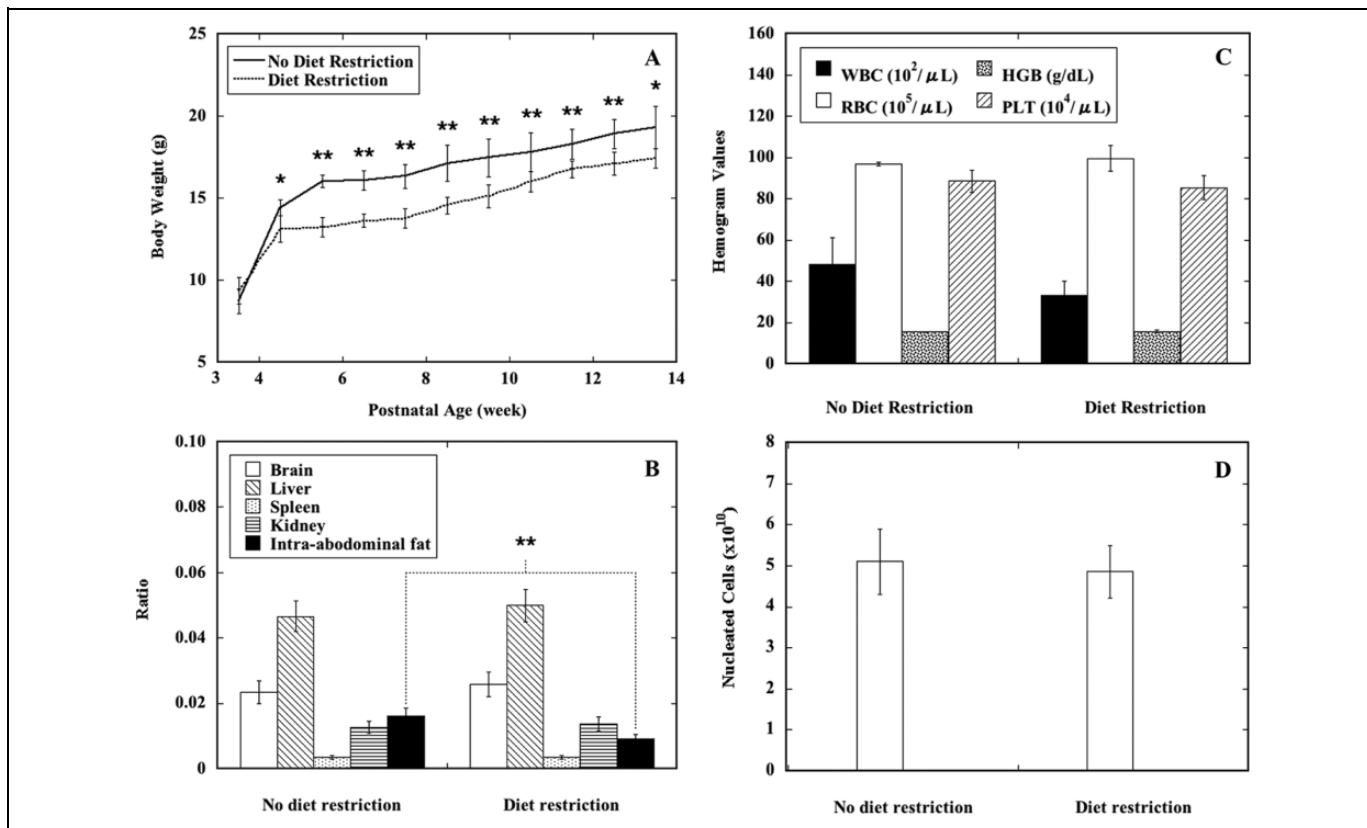 A
No Diet Restriction
Diet Restriction
* ** ** ** ** ** ** ** ** *
25
20
15
10
5
Body Weight (g)
3 4 6 8 10 12 14
Postnatal Age (week)
C
WBC (10²/μL)
HGB (g/dL)
RBC (10⁵/μL)
PLT (10⁴/μL)
160
140
120
100
80
60
40
20
0
Hemogram Values
No Diet Restriction
Diet Restriction
B
Brain
Liver
Spleen
Kidney
Intra-abodominal fat
**
0.10
0.08
0.06
0.04
0.02
0
Ratio
No diet restriction
Diet restriction
D
8
7
6
5
4
3
2
1
0
Nucleated Cells (x10¹⁰)
No diet restriction
Diet restriction